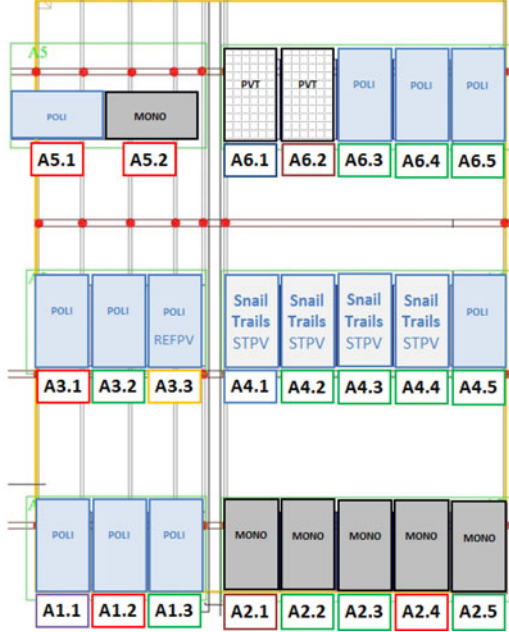 A5
POLI MONO
A5.1 A5.2
PVT PVT POLI POLI POLI
A6.1 A6.2 A6.3 A6.4 A6.5
POLI POLI POLI
REFPV
A3.1 A3.2 A3.3
Snail Snail Snail Snail POLI
Trails Trails Trails Trails
STPV STPV STPV STPV
A4.1 A4.2 A4.3 A4.4 A4.5
POLI POLI POLI
A1.1 A1.2 A1.3
MONO MONO MONO MONO MONO
A2.1 A2.2 A2.3 A2.4 A2.5